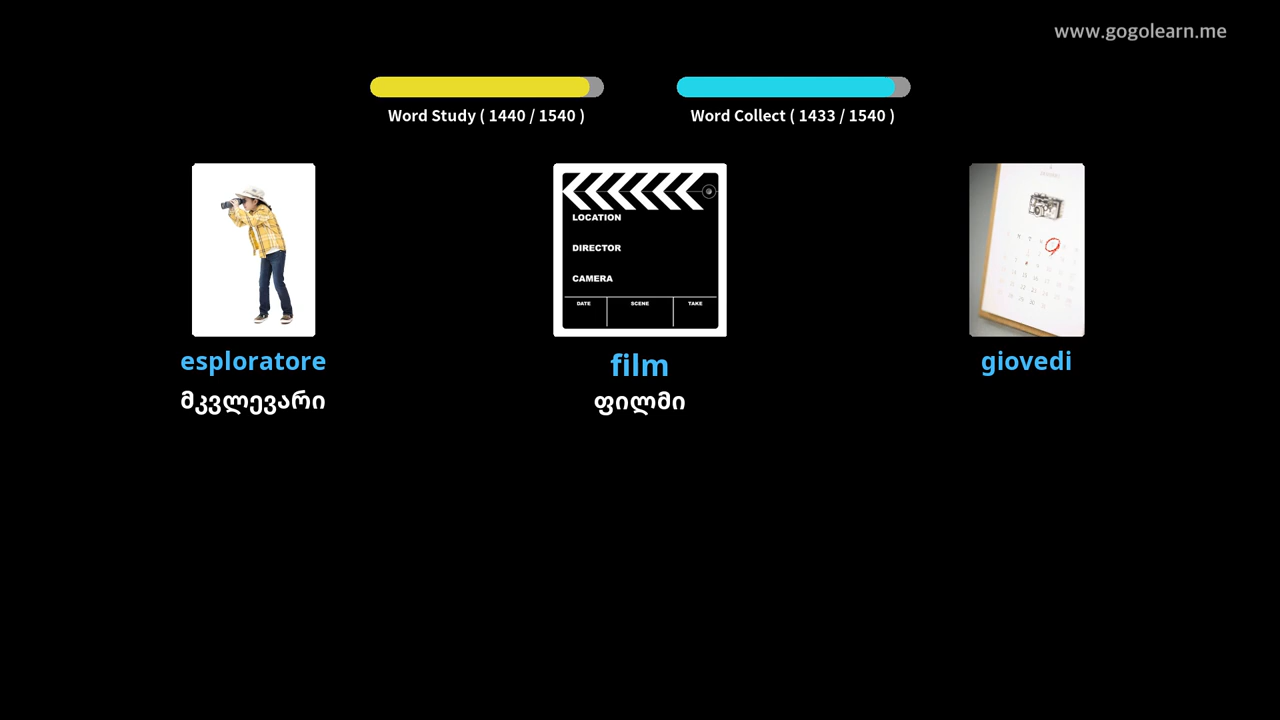 www.gogolearn.me
Word Study ( 1440 / 1540 )
Word Collect ( 1433 / 1540 )
LOCATION
DIRECTOR
CAMERA
DATE SCENE TAKE
esploratore
film
giovedi
მკვლევარი
ფილმი